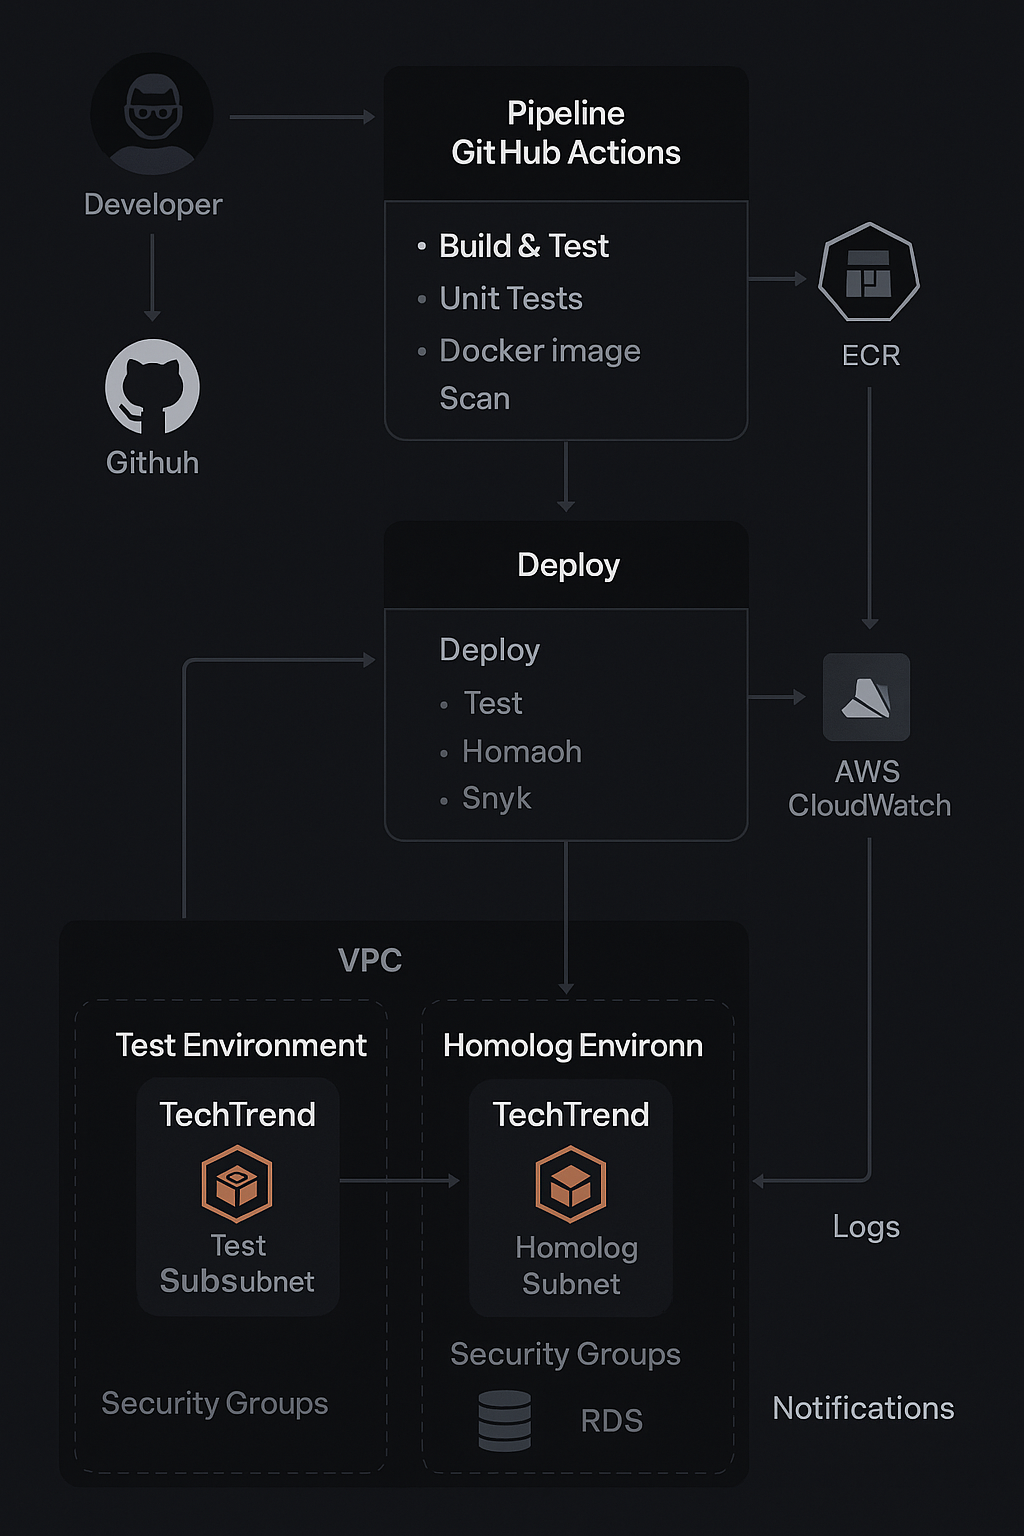 Developer
Githuh
Pipeline
GitHub Actions
• Build & Test
• Unit Tests
• Docker image
Scan
ECR
Deploy
Deploy
• Test
• Homaoh
• Snyk
AWS
CloudWatch
VPC
Test Environment
TechTrend
Test
Subsubnet
Security Groups
Homolog Environn
TechTrend
Homolog
Subnet
Security Groups
RDS
Logs
Notifications